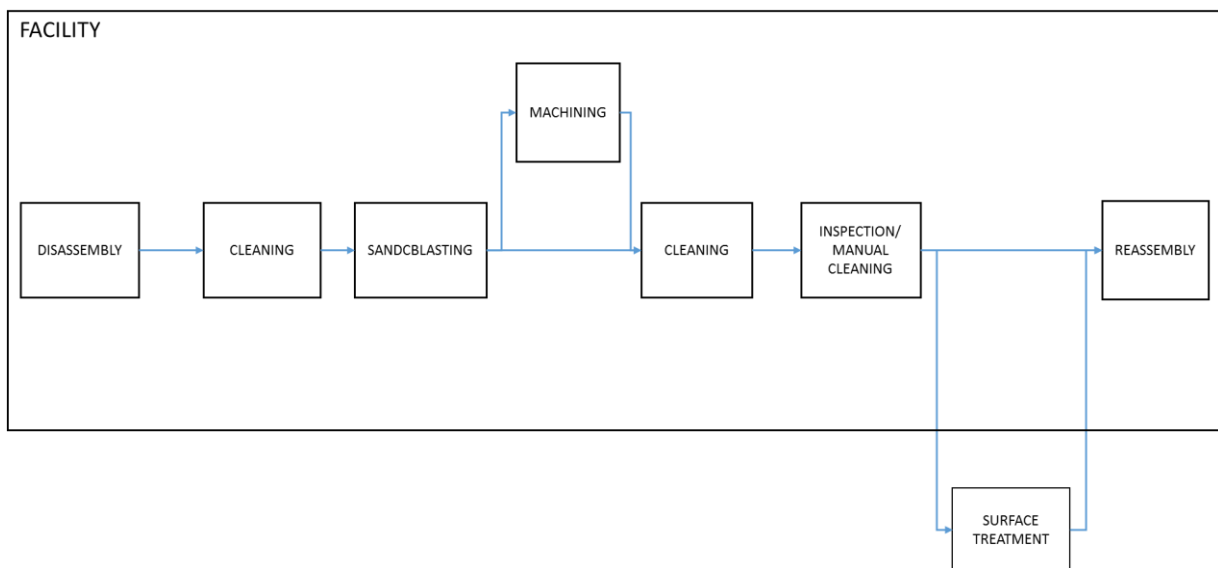 FACILITY
MACHINING
DISASSEMBLY
CLEANING
SANDCBLASTING
CLEANING
INSPECTION/
MANUAL
CLEANING
REASSEMBLY
SURFACE
TREATMENT